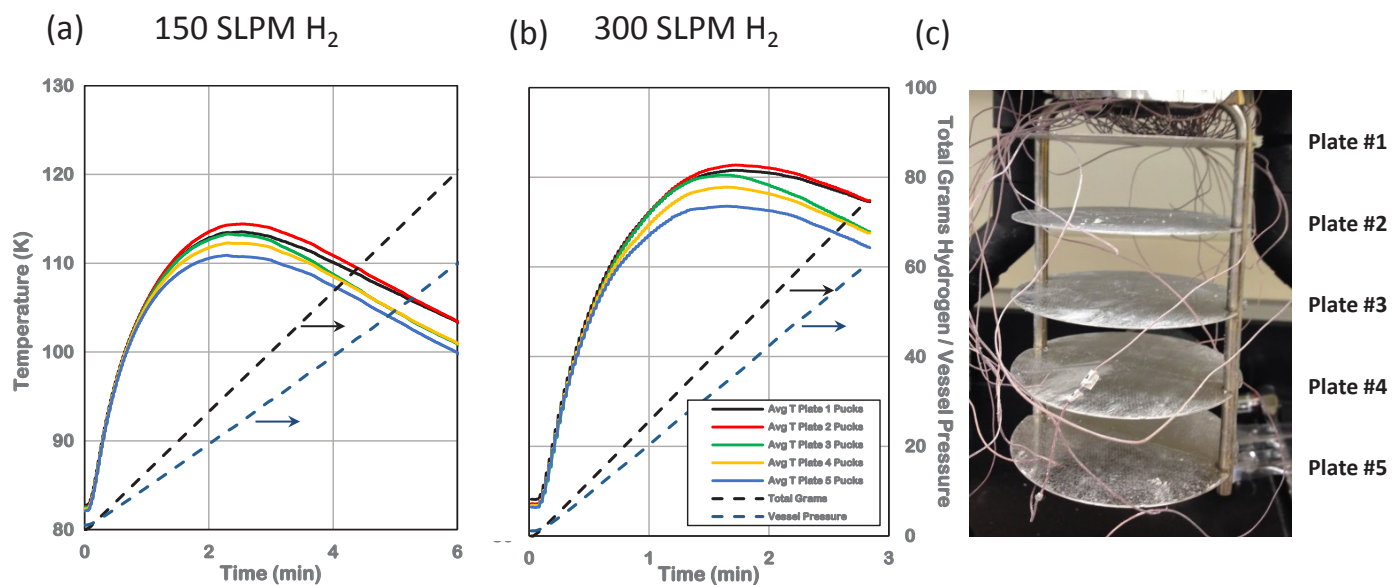 (a) 150 SLPM H₂
(b) 300 SLPM H₂
(c)
Temperature (K)
130
120
110
100
90
80
0 2 4 6
Time (min)
100
80
60
40
20
0
Total Grams Hydrogen / Vessel Pressure
0 1 2 3
Time (min)
Avg T Plate 1 Pucks
Avg T Plate 2 Pucks
Avg T Plate 3 Pucks
Avg T Plate 4 Pucks
Avg T Plate 5 Pucks
Total Grams
Vessel Pressure
Plate #1
Plate #2
Plate #3
Plate #4
Plate #5